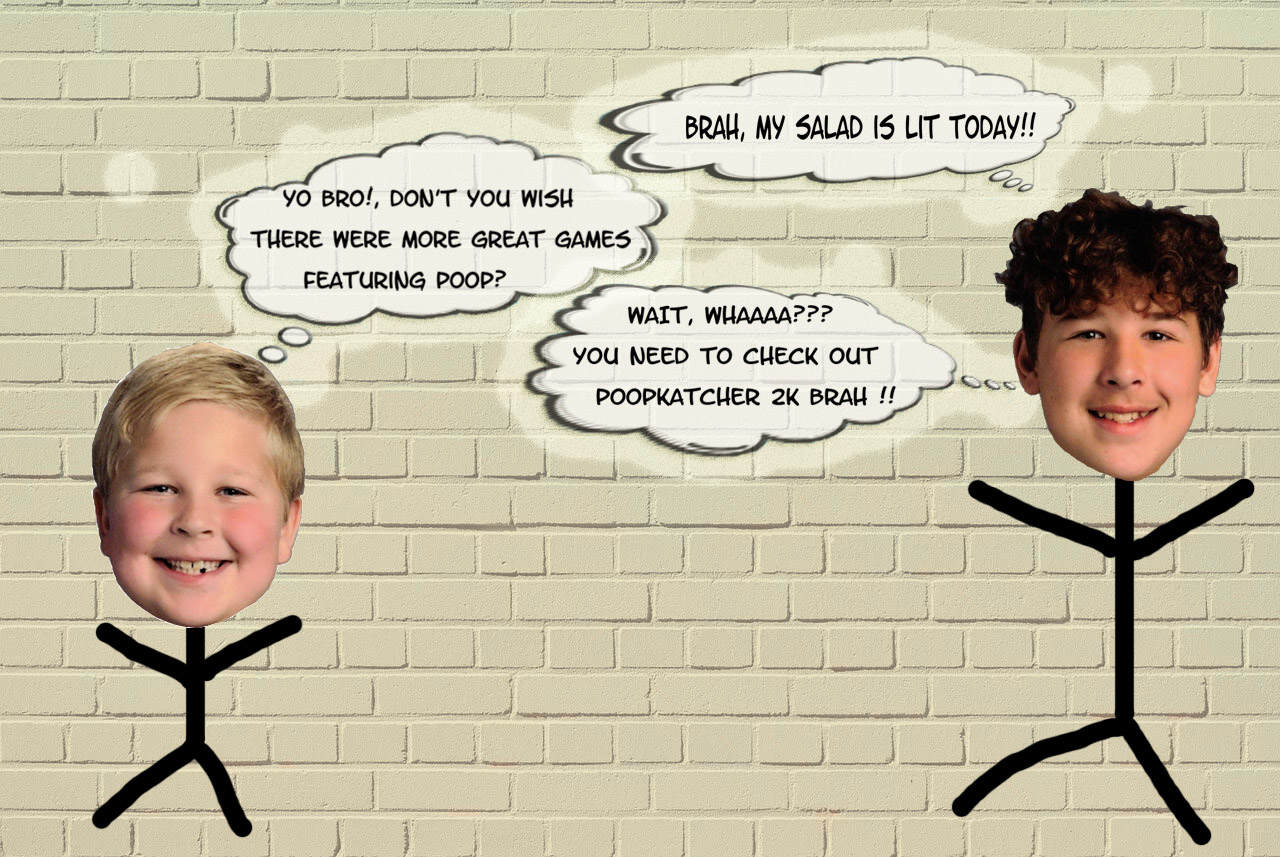 BRAH, MY SALAD IS LIT TODAY!!
YO BRO!, DON'T YOU WISH
THERE WERE MORE GREAT GAMES
FEATURING POOP?
WAIT, WHAAAA???
YOU NEED TO CHECK OUT
POOPKATCHER 2K BRAH !!